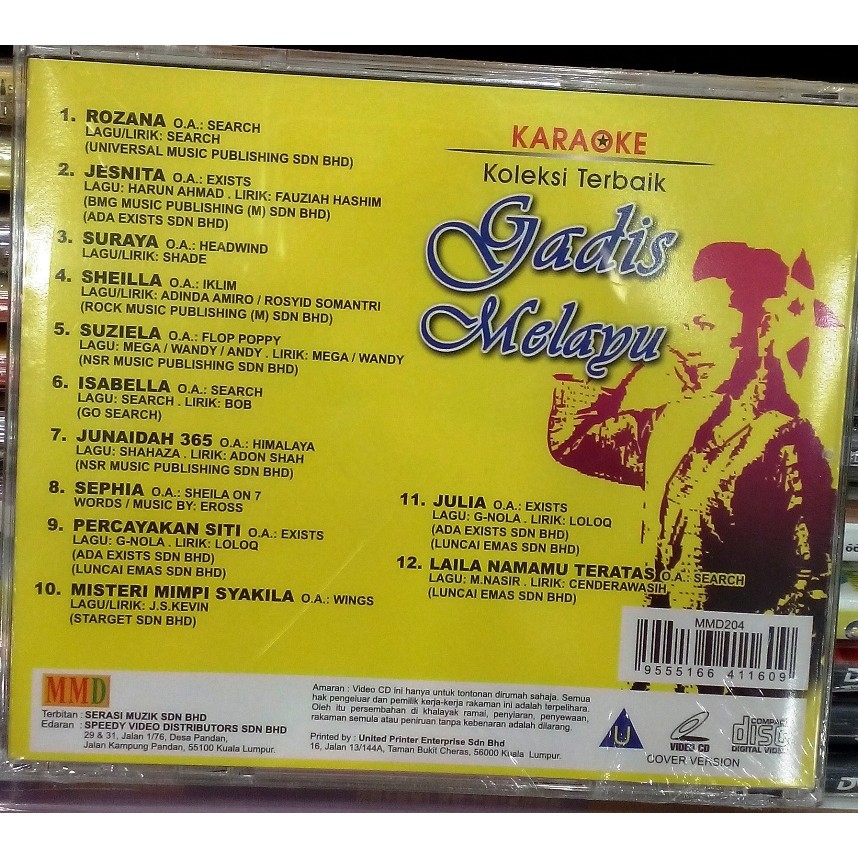 1. ROZANA O.A.: SEARCH
LAGU/LIRIK: SEARCH
(UNIVERSAL MUSIC PUBLISHING SDN BHD)
2. JESNITA O.A.: EXISTS
LAGU: HARUN AHMAD . LIRIK: FAUZIAH HASHIM
(BMG MUSIC PUBLISHING (M) SDN BHD)
(ADA EXISTS SDN BHD)
3. SURAYA O.A.: HEADWIND
LAGU/LIRIK: SHADE
4. SHEILLA O.A.: IKLIM
LAGU/LIRIK: ADINDA AMIRO / ROSYID SOMANTRI
(ROCK MUSIC PUBLISHING (M) SDN BHD)
5. SUZIELA O.A.: FLOP POPPY
LAGU: MEGA / WANDY / ANDY . LIRIK: MEGA / WANDY
(NSR MUSIC PUBLISHING SDN BHD)
6. ISABELLA O.A.: SEARCH
LAGU: SEARCH . LIRIK: BOB
(GO SEARCH)
7. JUNAIDAH 365 O.A.: HIMALAYA
LAGU: SHAHAZA . LIRIK: ADON SHAH
(NSR MUSIC PUBLISHING SDN BHD)
8. SEPHIA O.A.: SHEILA ON 7
WORDS / MUSIC BY: EROSS
9. PERCAYAKAN SITI O.A.: EXISTS
LAGU: G-NOLA . LIRIK: LOLOQ
(ADA EXISTS SDN BHD)
(LUNCAI EMAS SDN BHD)
10. MISTERI MIMPI SYAKILA O.A.: WINGS
LAGU/LIRIK: J.S.KEVIN
(STARGET SDN BHD)
KARAOKE
Koleksi Terbaik
Gadis
Melayu
11. JULIA O.A.: EXISTS
LAGU: G-NOLA . LIRIK: LOLOQ
(ADA EXISTS SDN BHD)
(LUNCAI EMAS SDN BHD)
12. LAILA NAMAMU TERATAS O.A.: SEARCH
LAGU: M.NASIR . LIRIK: CENDERAWASIH
(LUNCAI EMAS SDN BHD)
MMD204
9555166 411609
MMD
Terbitan : SERASI MUZIK SDN BHD
Edaran : SPEEDY VIDEO DISTRIBUTORS SDN BHD
29 & 31, Jalan 1/76, Desa Pandan,
Jalan Kampung Pandan, 55100 Kuala Lumpur.
Amaran : Video CD ini hanya untuk tontonan dirumah sahaja. Semua
hak pengeluar dan pemilik kerja-kerja rakaman ini adalah terpelihara.
Oleh itu persembahan di khalayak ramai, penyiaran, penyewaan,
rakaman semula atau peniruan tanpa kebenaran adalah dilarang.
Printed by : United Printer Enterprise Sdn Bhd
16, Jalan 13/144A, Taman Bukit Cheras, 56000 Kuala Lumpur.
U
VIDEO CD
COMPACT
disc
DIGITAL VIDEO
COVER VERSION